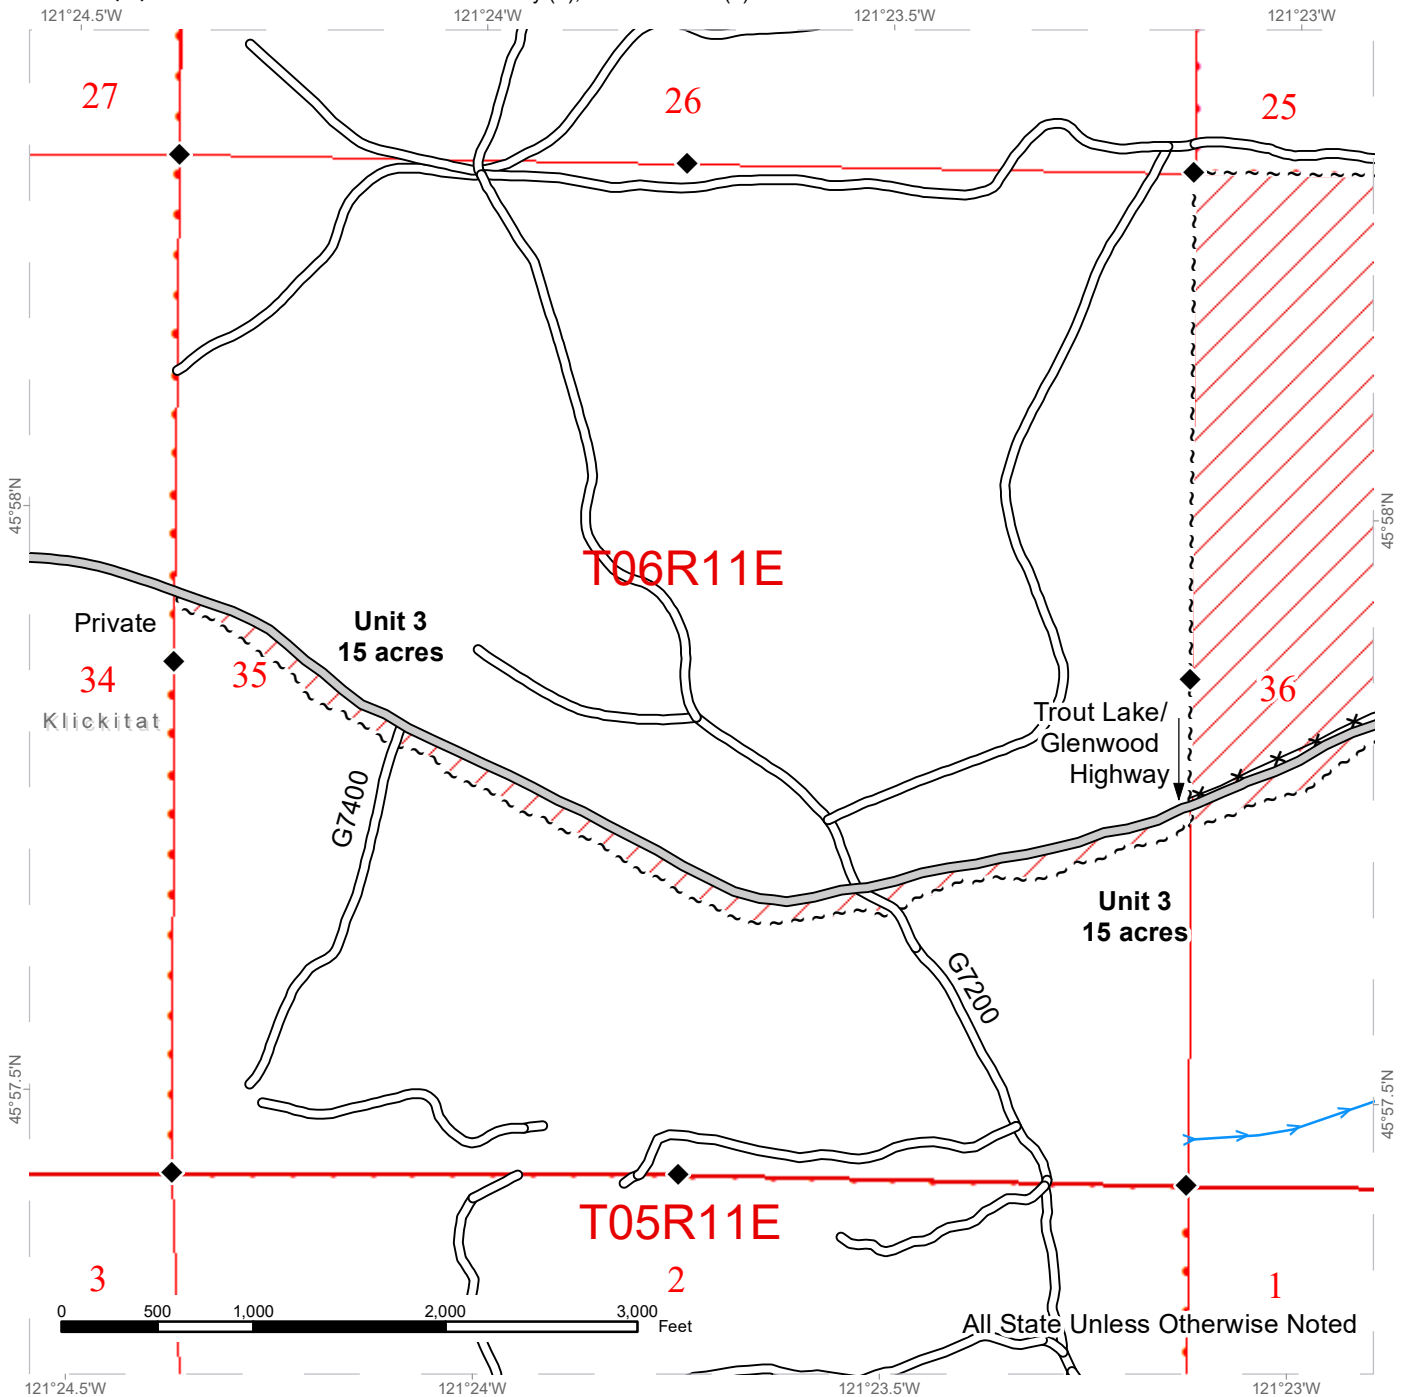 121°24.5'W
121°24'W
121°23.5'W
121°23'W
27
26
25
45°58'N
45°58'N
T06R11E
Private
Unit 3
15 acres
34
35
36
Klickitat
Trout Lake/
Glenwood
Highway
G7400
Unit 3
15 acres
G7200
45°57.5'N
45°57.5'N
T05R11E
3
2
1
0
500
1,000
2,000
3,000
Feet
All State Unless Otherwise Noted
121°24.5'W
121°24'W
121°23.5'W
121°23'W